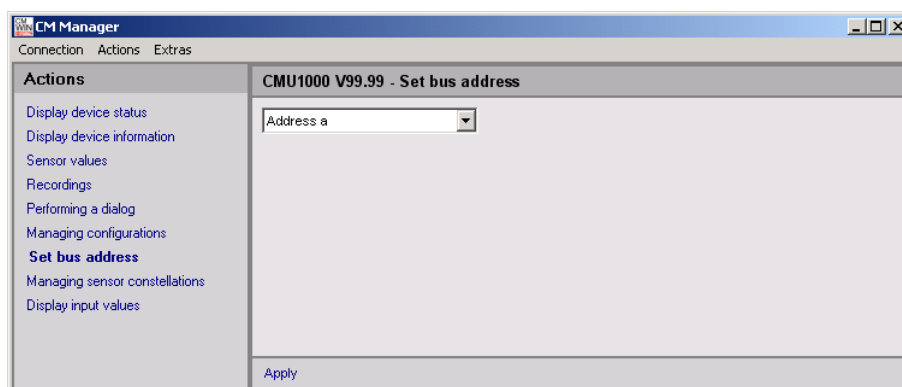 CM Manager
Connection Actions Extras
Actions
Display device status
Display device information
Sensor values
Recordings
Performing a dialog
Managing configurations
Set bus address
Managing sensor constellations
Display input values
CMU1000 V99.99 - Set bus address
Address a
Apply